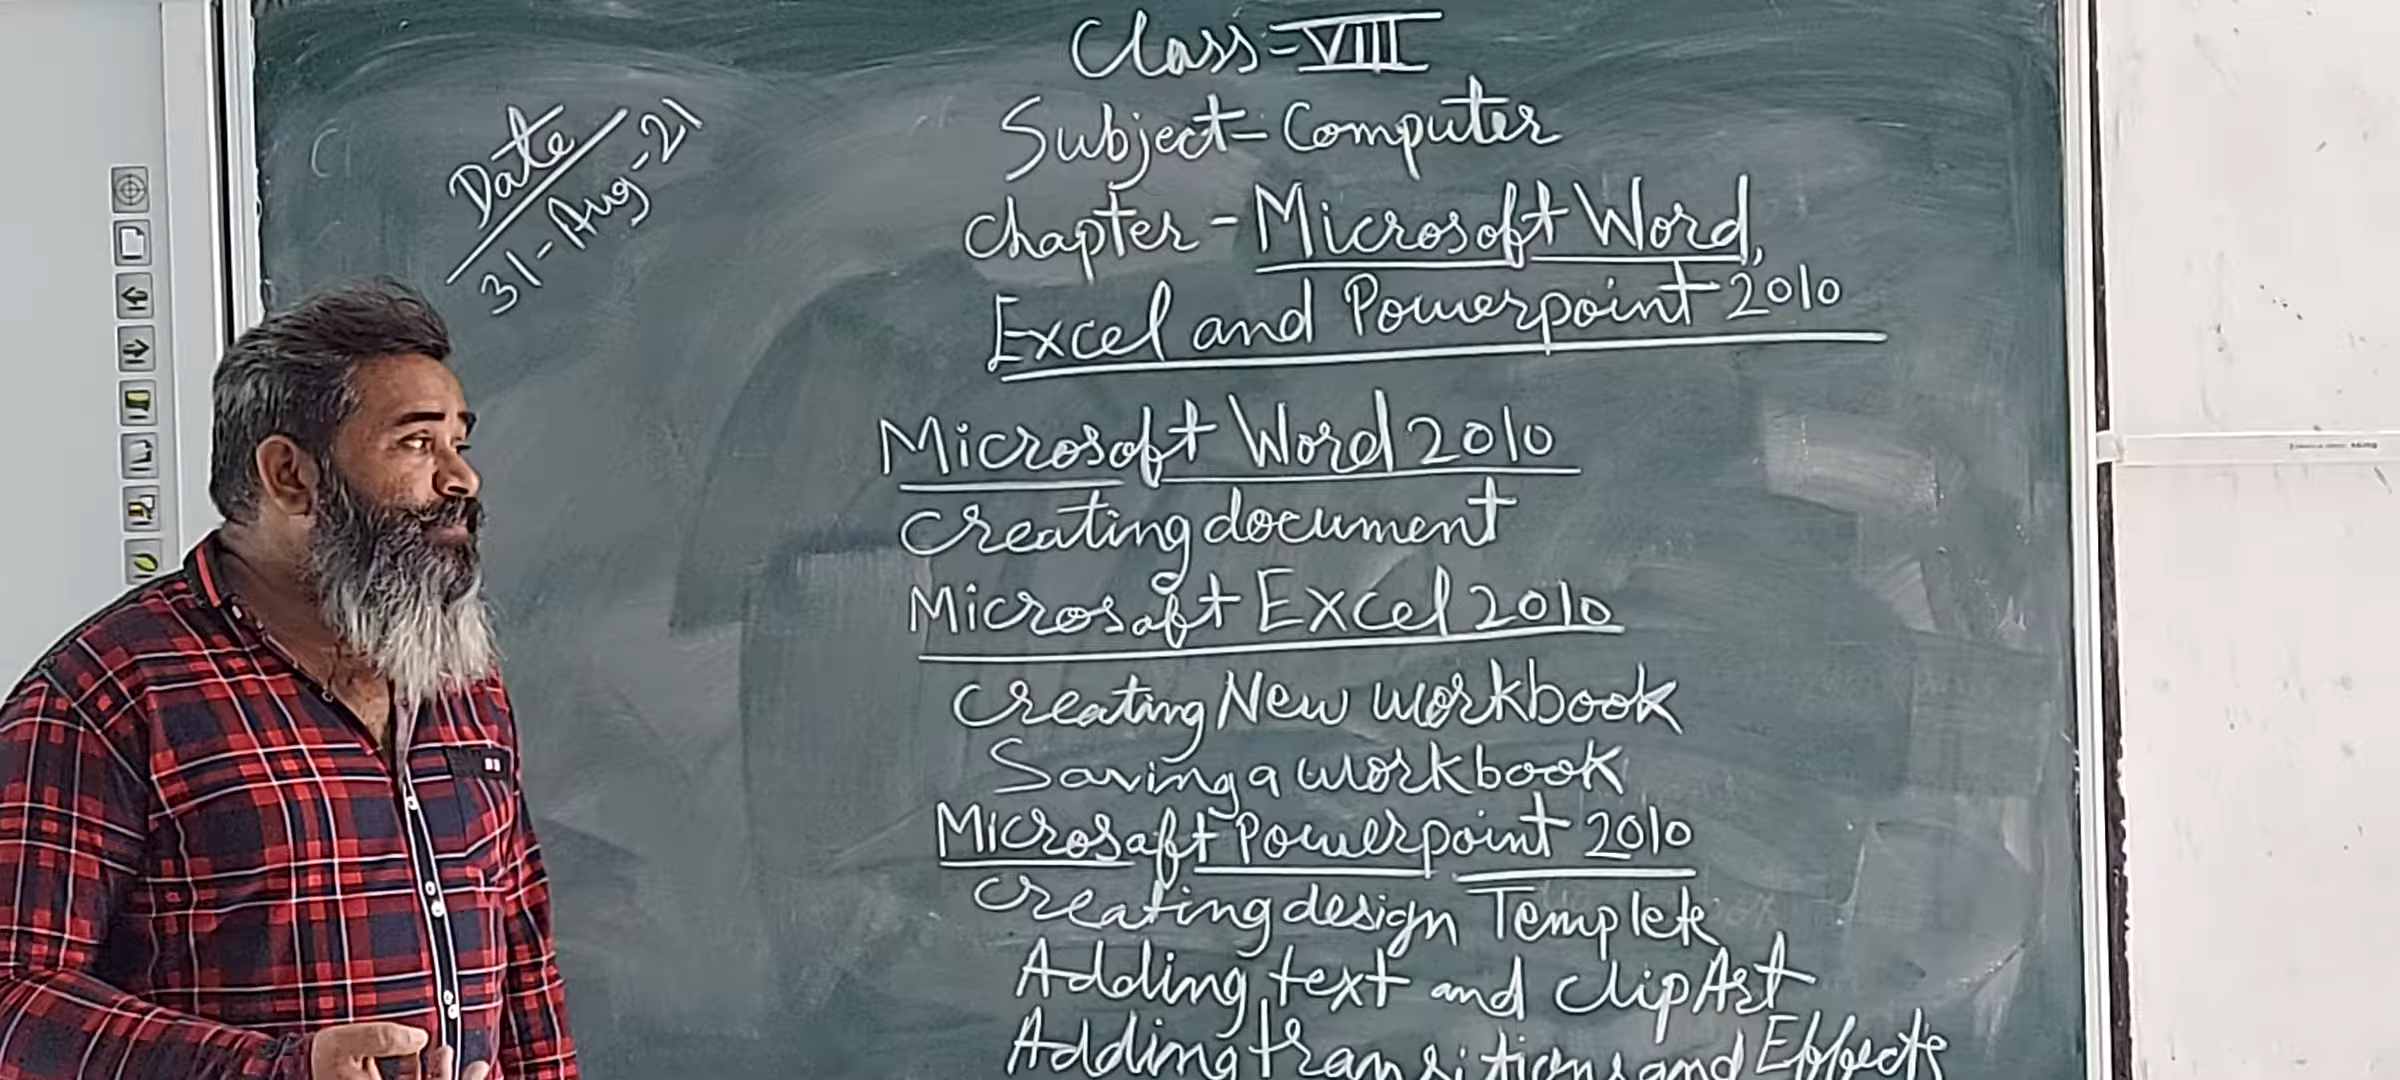 Date
31-Aug-21
Class-VIII
Subject-Computer
Chapter-Microsoft Word,
Excel and Powerpoint 2010
Microsoft Word 2010
Creating document
Microsoft Excel 2010
Creating New workbook
Saving a workbook
Microsoft Powerpoint 2010
Creating design Templete
Adding text and clipArt
Adding transitions and Effects